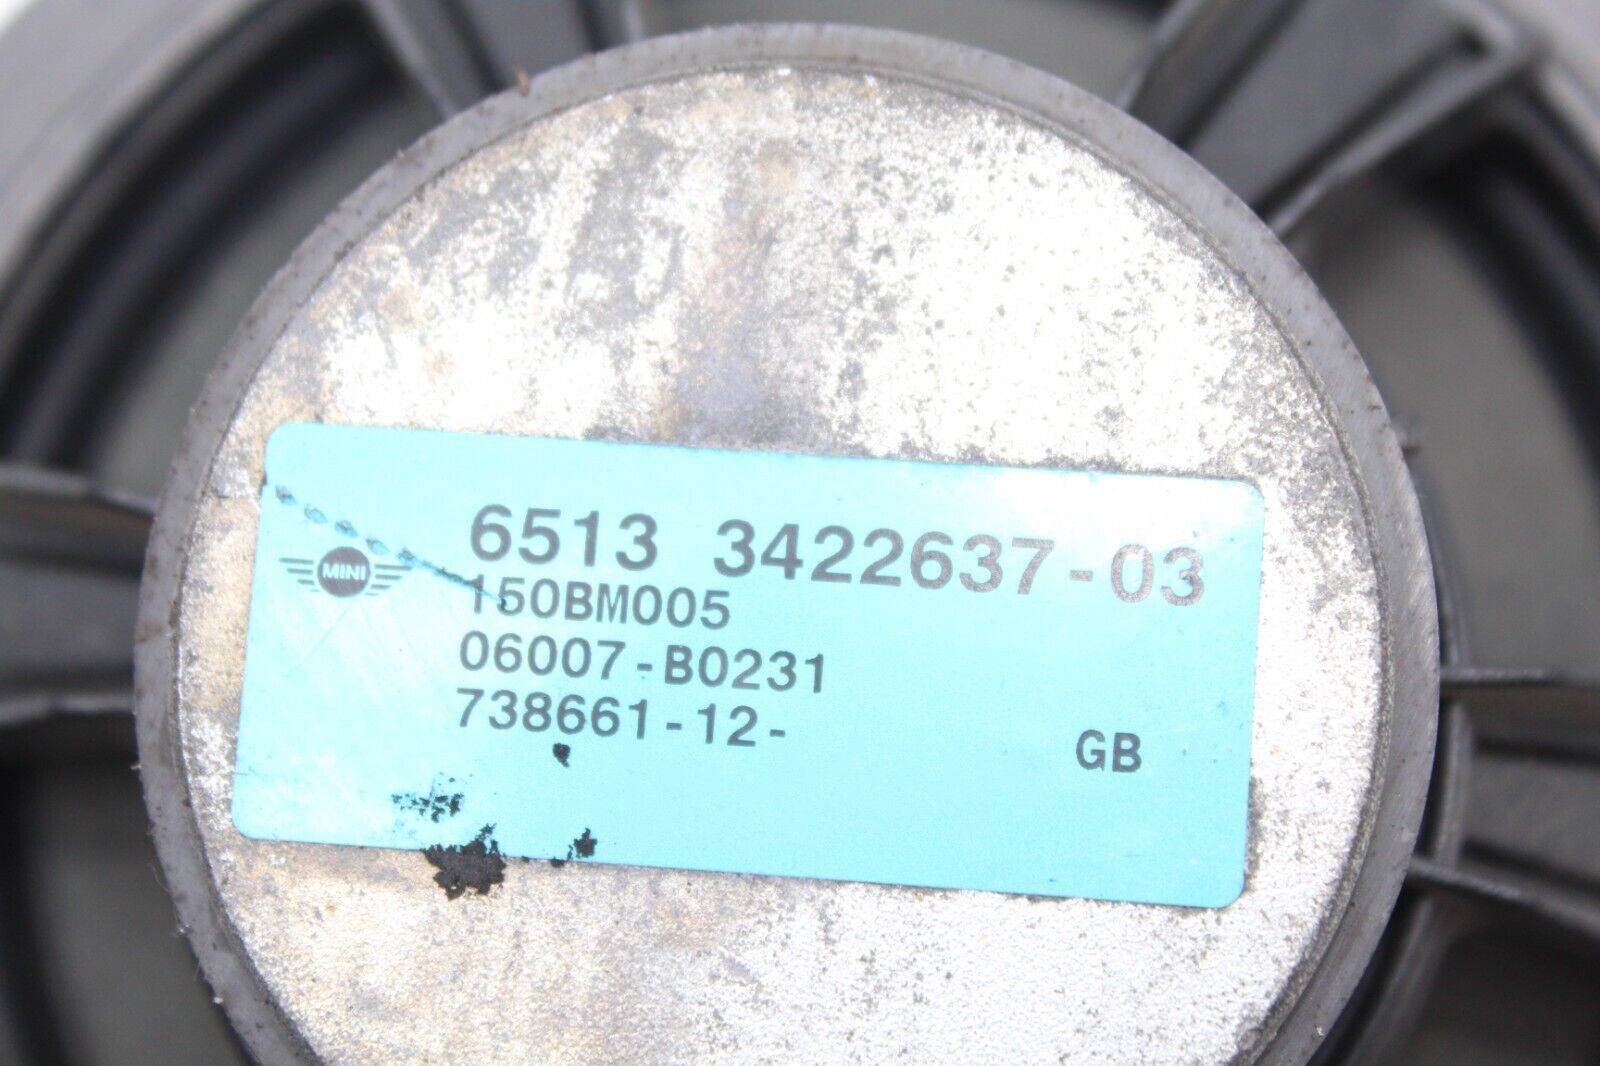 6513 3422637-03
MINI
150BM005
06007-B0231
738661-12-
GB